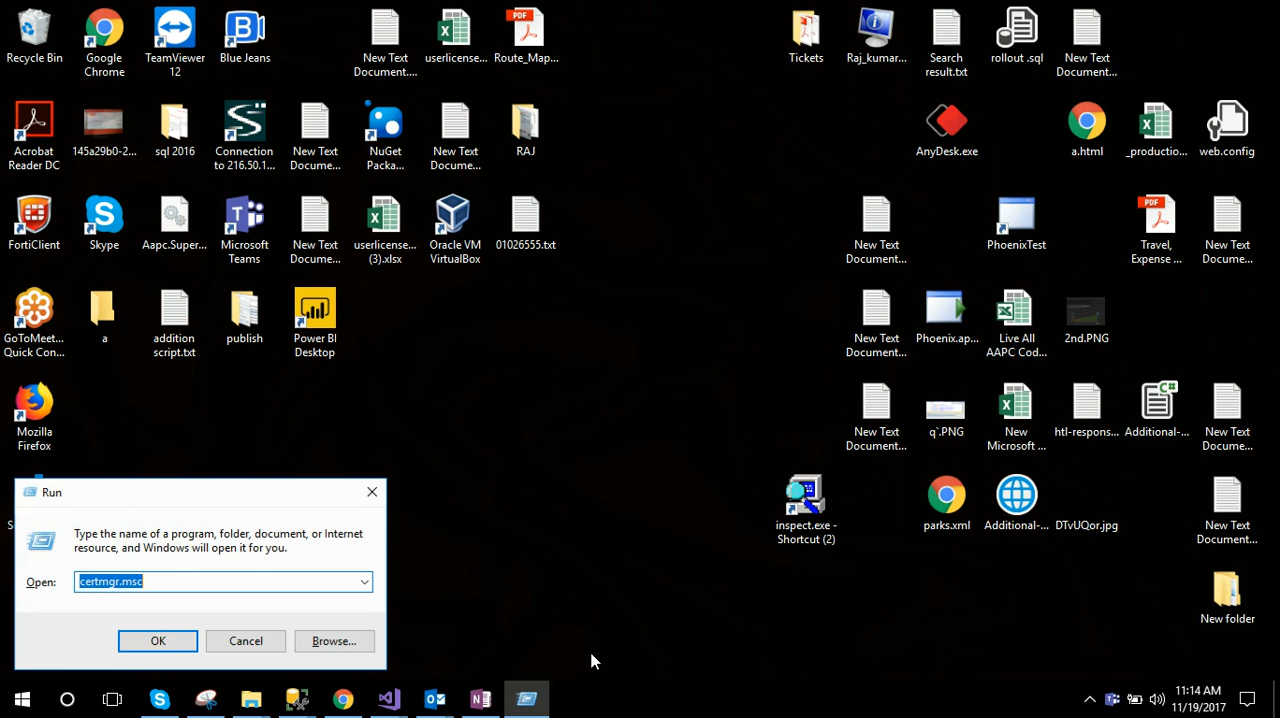 Recycle Bin
Google
Chrome
TeamViewer
12
Blue Jeans
New Text
Document....
userlicense...
PDF
Route_Map...
Tickets
Raj_kumar...
Search
result.txt
rollout .sql
New Text
Document...
Acrobat
Reader DC
145a29b0-2...
sql 2016
Connection
to 216.50.1...
New Text
Docume...
NuGet
Packa...
New Text
Docume...
RAJ
AnyDesk.exe
a.html
_productio...
web.config
FortiClient
Skype
Aapc.Super...
Microsoft
Teams
New Text
Docume...
userlicense...
(3).xlsx
Oracle VM
VirtualBox
01026555.txt
New Text
Document...
PhoenixTest
PDF
Travel,
Expense ...
New Text
Docume...
GoToMeet...
Quick Con...
a
addition
script.txt
publish
Power BI
Desktop
New Text
Document...
Phoenix.ap...
Live All
AAPC Cod...
2nd.PNG
Mozilla
Firefox
New Text
Document...
q`.PNG
New
Microsoft ...
htl-respons...
Additional-...
New Text
Docume...
inspect.exe -
Shortcut (2)
parks.xml
Additional-...
DTvUQor.jpg
New Text
Document...
New folder
Run
Type the name of a program, folder, document, or Internet
resource, and Windows will open it for you.
Open:
certmgr.msc
OK
Cancel
Browse...
11:14 AM
11/19/2017